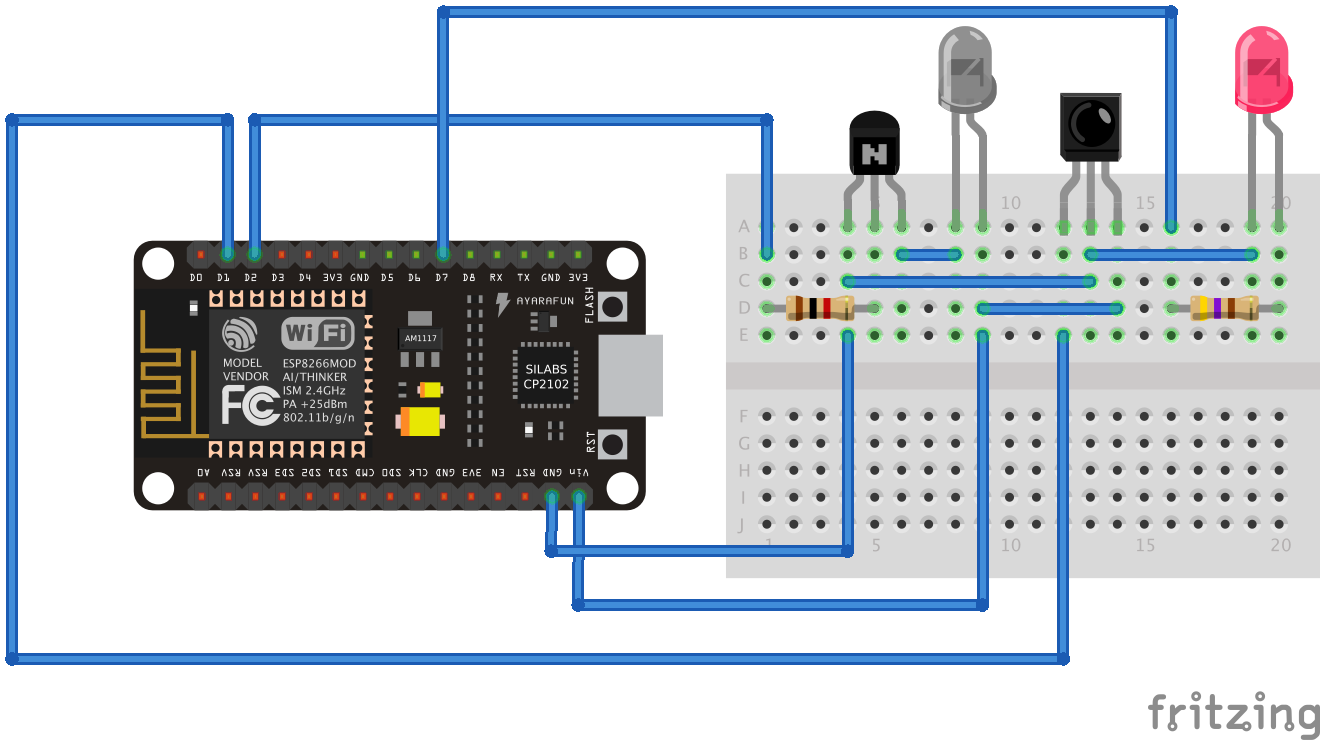 10 15 20
A
B
C
D
E
F
G
H
I
J
1 5 10 15 20
N
D0 D1 D2 D3 D4 3V3 GND D5 D6 D7 D8 RX TX GND 3V3
AYARAFUN
FLASH
Wi Fi
MODEL
VENDOR
ESP8266MOD
AI/THINKER
ISM 2.4GHz
PA +25dBm
802.11b/g/n
FC
AM1117
SILABS
CP2102
RST
A0 RSV RSV SD3 SD2 SD1 CMD SD0 CLK GND 3V3 EN RST GND Vin
fritzing